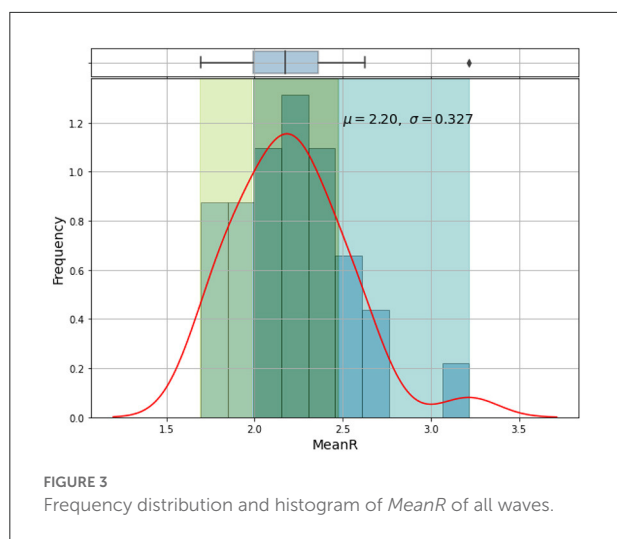 μ = 2.20, σ = 0.327
1.2
1.0
0.8
0.6
0.4
0.2
0.0
Frequency
1.5 2.0 2.5 3.0 3.5
MeanR
FIGURE 3
Frequency distribution and histogram of MeanR of all waves.